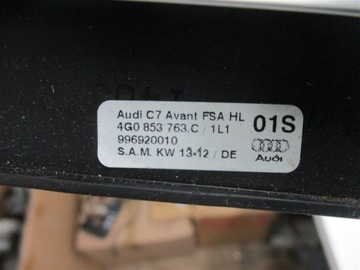 Audi C7 Avant FSA HL
4G0 853 763.C / 1L1
996920010
S.A.M. KW 13-12 / DE
01S
Audi